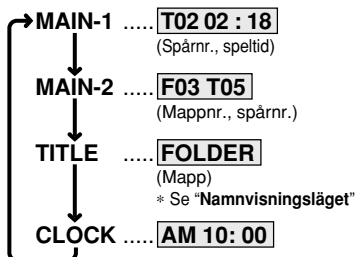 MAIN-1 ..... T02 02 : 18
(Spårnr., speltid)
MAIN-2 ..... F03 T05
(Mappnr., spårnr.)
TITLE ..... FOLDER
(Mapp)
* Se “Namnvisningsläget”
CLOCK ..... AM 10: 00